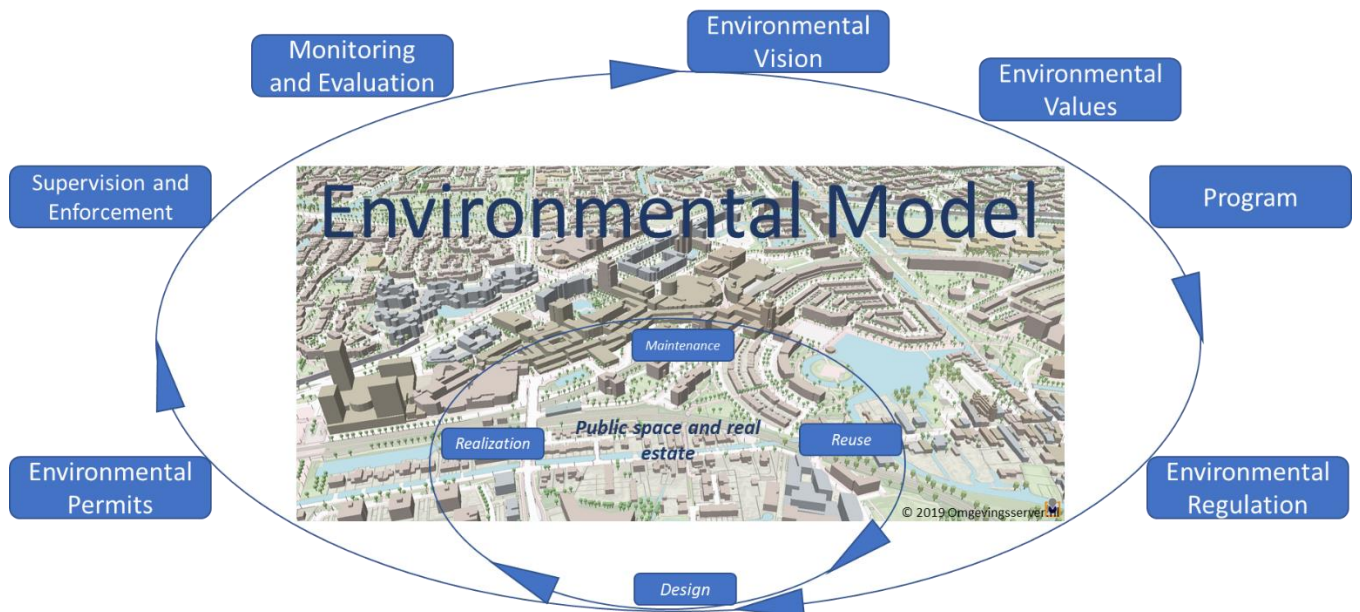 Environmental
Vision
Monitoring
and Evaluation
Environmental
Values
Supervision and
Enforcement
Program
Environmental Model
Maintenance
Realization
Public space and real
estate
Reuse
Environmental
Permits
Environmental
Regulation
© 2019 Omgevingsserver.nl
Design